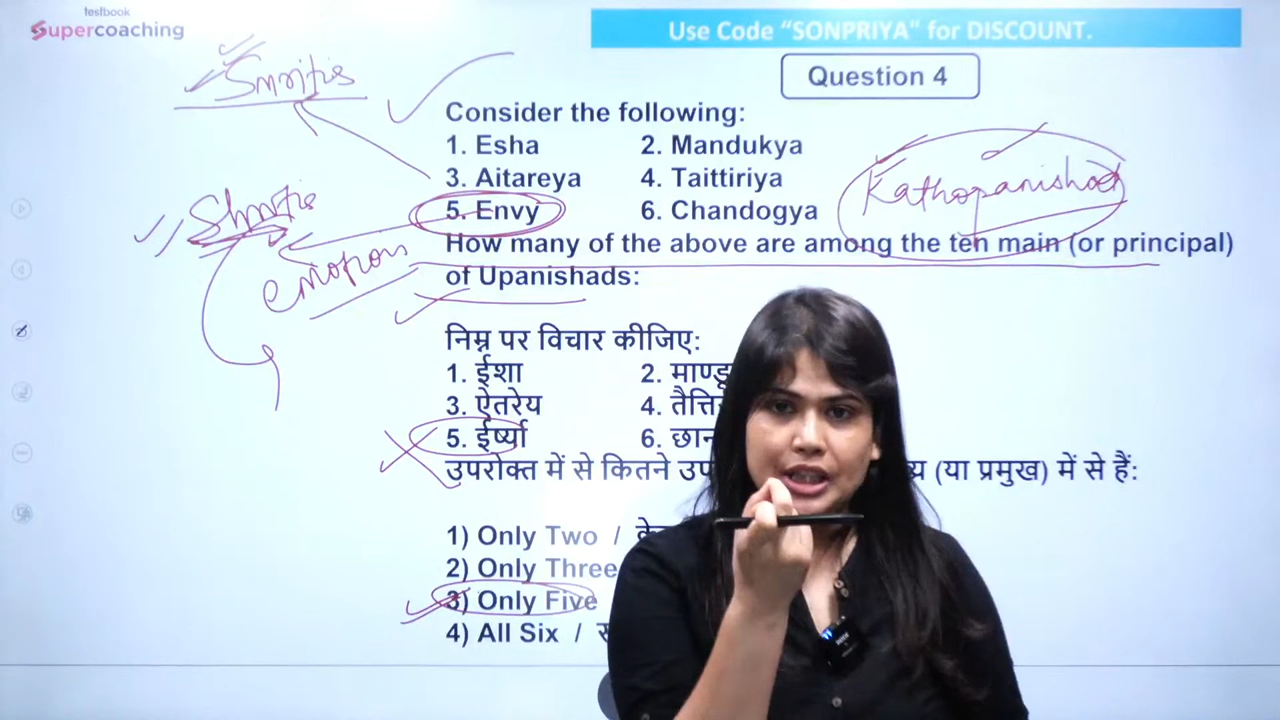 testbook
Supercoaching
Use Code “SONPRIYA" for DISCOUNT.
Question 4
Smritis
Consider the following:
1. Esha 2. Mandukya
3. Aitareya 4. Taittiriya
5. Envy 6. Chandogya
Kathopanishad
Shrutis
emotion
How many of the above are among the ten main (or principal)
of Upanishads:
निम्न पर विचार कीजिए:
1. ईशा 2. माण्डू
3. ऐतरेय 4. तैत्ति
5. ईर्ष्या 6. छान
उपरोक्त में से कितने उप (या प्रमुख) में से हैं:
1) Only Two /
2) Only Three
3) Only Five
4) All Six /